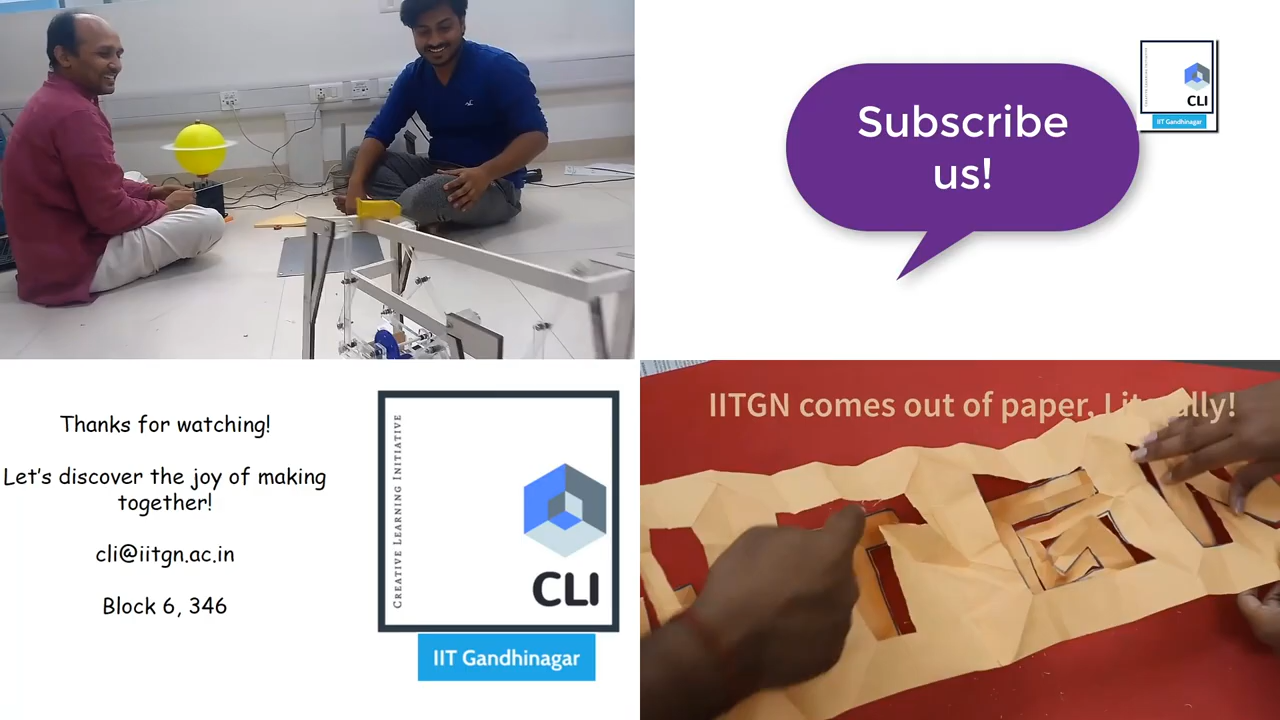 Subscribe
us!
CLI
IIT Gandhinagar
Thanks for watching!
Let's discover the joy of making
together!
cli@iitgn.ac.in
Block 6, 346
CREATIVE LEARNING INITIATIVE
CLI
IIT Gandhinagar
IITGN comes out of paper, Literally!